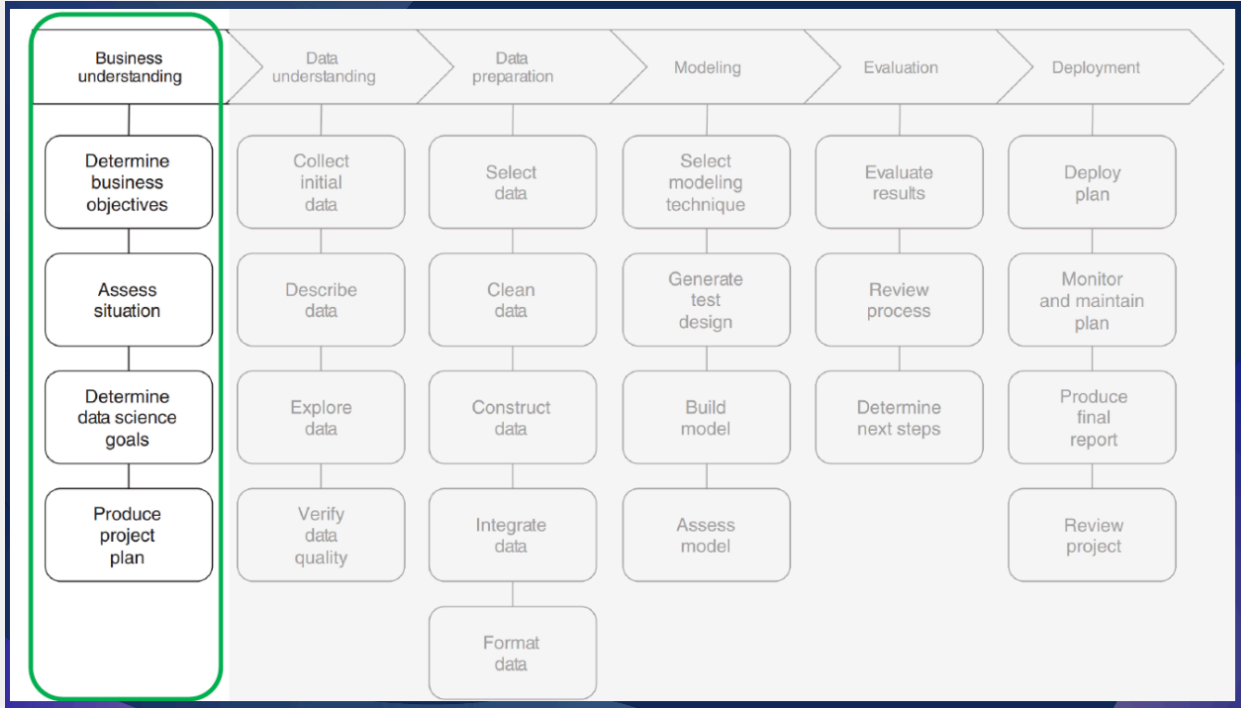 Business
understanding
Data
understanding
Data
preparation
Modeling
Evaluation
Deployment
Determine
business
objectives
Assess
situation
Determine
data science
goals
Produce
project
plan
Collect
initial
data
Describe
data
Explore
data
Verify
data
quality
Select
data
Clean
data
Construct
data
Integrate
data
Format
data
Select
modeling
technique
Generate
test
design
Build
model
Assess
model
Evaluate
results
Review
process
Determine
next steps
Deploy
plan
Monitor
and maintain
plan
Produce
final
report
Review
project